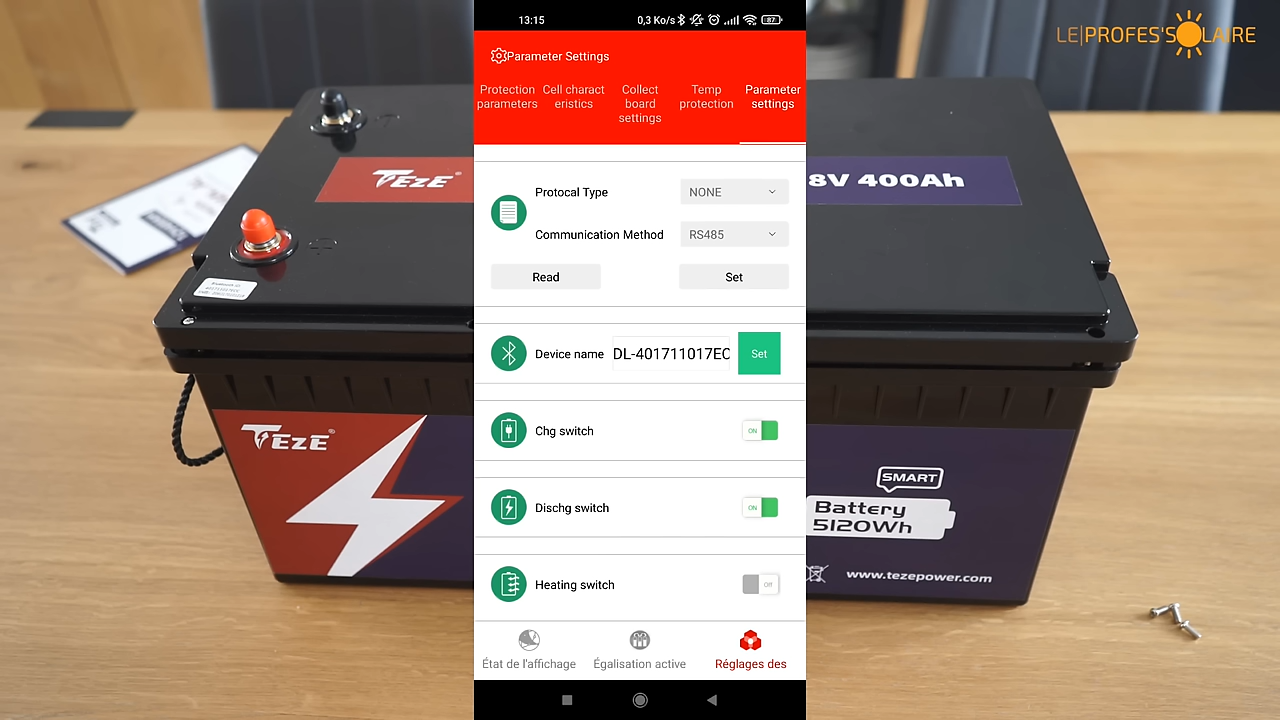 13:15
0,3 Ko/s
87
LE|PROFES'SOLAIRE
Parameter Settings
Protection parameters
Cell charact eristics
Collect board settings
Temp protection
Parameter settings
TEZE
8V 400Ah
Protocal Type
NONE
Communication Method
RS485
Read
Set
Device name
DL-401711017EC
Set
TEZE
Chg switch
ON
SMART
Battery
5120Wh
Dischg switch
ON
www.tezepower.com
Heating switch
Off
État de l'affichage
Égalisation active
Réglages des